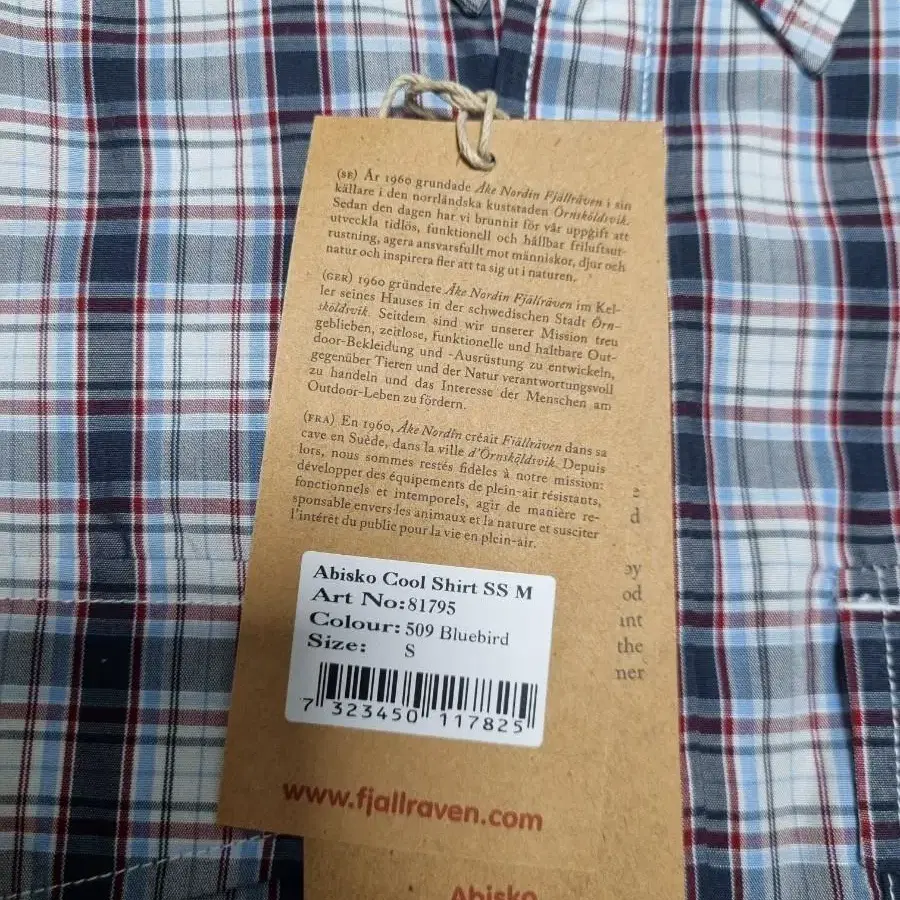 (SE) År 1960 grundade Åke Nordin Fjällräven i sin
källare i den norrländska kuststaden Örnsköldsvik.
Sedan den dagen har vi brunnit för vår uppgift att
utveckla tidlös, funktionell och hållbar friluftsut-
rustning, agera ansvarsfullt mot människor, djur och
natur och inspirera fler att ta sig ut i naturen.
(GER) 1960 gründete Åke Nordin Fjällräven im Kel-
ler seines Hauses in der schwedischen Stadt Örn-
sköldsvik. Seitdem sind wir unserer Mission treu
geblieben, zeitlose, funktionelle und haltbare Out-
door-Bekleidung und -Ausrüstung zu entwickeln,
gegenüber Tieren und der Natur verantwortungsvoll
zu handeln und das Interesse der Menschen am
Outdoor-Leben zu fördern.
(FRA) En 1960, Åke Nordin créait Fjällräven dans sa
cave en Suède, dans la ville d'Örnsköldsvik. Depuis
lors, nous sommes restés fidèles à notre mission:
développer des équipements de plein-air résistants,
fonctionnels et intemporels, agir de manière re-
sponsable envers les animaux et la nature et susciter
l'intérêt du public pour la vie en plein-air.
d
by
od
int
the
ner
Abisko Cool Shirt SS M
Art No:81795
Colour: 509 Bluebird
Size: S
7 323450 117825
www.fjallraven.com
Abisko